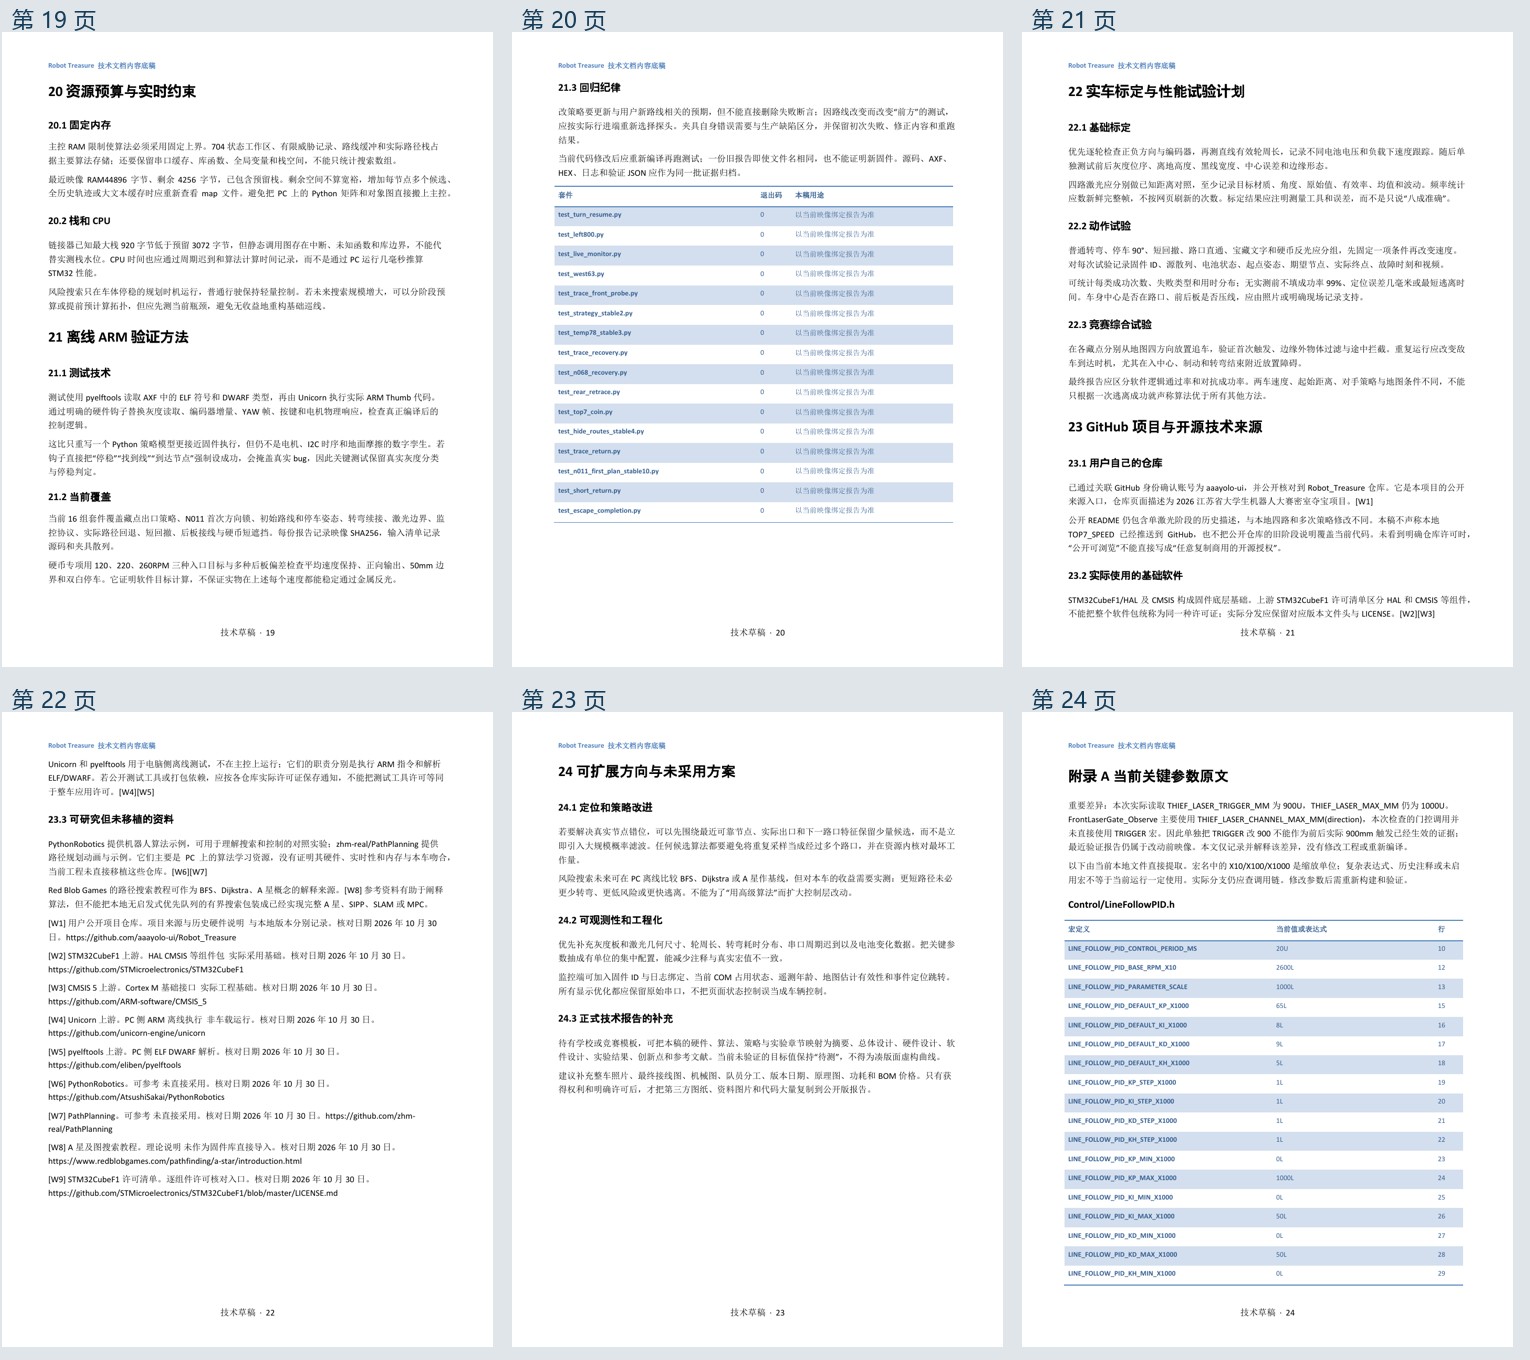 第 19 页
Robot Treasure 技术文档内容底稿
20 资源预算与实时约束
20.1 固定内存
主控 RAM 限制使算法必须采用固定上界。704 状态工作区、有限威胁记录、路线缓冲和实际路径栈占
据主要算法存储；还要保留串口缓存、库函数、全局变量和栈空间，不能只统计搜索数组。
最近映像 RAM44896 字节、剩余 4256 字节，已包含预留栈。剩余空间不算宽裕，增加每节点多个候选、
全历史轨迹或大文本缓存时应重新查看 map 文件。避免把 PC 上的 Python 矩阵和对象图直接搬上主控。
20.2 栈和 CPU
链接器已知最大栈 920 字节低于预留 3072 字节，但静态调用图存在中断、未知函数和库边界，不能代
替实测栈水位。CPU 时间也应通过周期迟到和算法计算时间记录，而不是通过 PC 运行几毫秒推算
STM32 性能。
风险搜索只在车体停稳的规划时机运行，普通行驶保持轻量控制。若未来搜索规模增大，可以分阶段预
算或提前预计算拓扑，但应先测当前瓶颈，避免无收益地重构基础巡线。
21 离线 ARM 验证方法
21.1 测试技术
测试使用 pyelftools 读取 AXF 中的 ELF 符号和 DWARF 类型，再由 Unicorn 执行实际 ARM Thumb 代码。
通过明确的硬件钩子替换灰度读取、编码器增量、YAW 帧、按键和电机物理响应，检查真正编译后的
控制逻辑。
这比只重写一个 Python 策略模型更接近固件执行，但仍不是电机、I2C 时序和地面摩擦的数字孪生。若
钩子直接把“停稳”“找到线”“到达节点”强制设成功，会掩盖真实 bug，因此关键测试保留真实灰度分类
与停稳判定。
21.2 当前覆盖
当前 16 组套件覆盖藏点出口策略、N011 首次方向锁、初始路线和停车姿态、转弯续接、激光边界、监
控协议、实际路径回退、短回撤、后板接线与硬币短遮挡。每份报告记录映像 SHA256，输入清单记录
源码和夹具散列。
硬币专项用 120、220、260RPM 三种入口目标与多种后板偏差检查平均速度保持、正向输出、50mm 边
界和双白停车。它证明软件目标计算，不保证实物在上述每个速度都能稳定通过金属反光。
技术草稿 · 19
第 20 页
Robot Treasure 技术文档内容底稿
21.3 回归纪律
改策略要更新与用户新路线相关的预期，但不能直接删除失败断言；因路线改变而改变“前方”的测试，
应按实际行进端重新选择探头。夹具自身错误需要与生产缺陷区分，并保留初次失败、修正内容和重跑
结果。
当前代码修改后应重新编译再跑测试；一份旧报告即使文件名相同，也不能证明新固件。源码、AXF、
HEX、日志和验证 JSON 应作为同一批证据归档。
套件 退出码 本稿用途
test_turn_resume.py 0 以当前映像绑定报告为准
test_left800.py 0 以当前映像绑定报告为准
test_live_monitor.py 0 以当前映像绑定报告为准
test_west63.py 0 以当前映像绑定报告为准
test_trace_front_probe.py 0 以当前映像绑定报告为准
test_strategy_stable2.py 0 以当前映像绑定报告为准
test_temp78_stable3.py 0 以当前映像绑定报告为准
test_trace_recovery.py 0 以当前映像绑定报告为准
test_n068_recovery.py 0 以当前映像绑定报告为准
test_rear_retrace.py 0 以当前映像绑定报告为准
test_top7_coin.py 0 以当前映像绑定报告为准
test_hide_routes_stable4.py 0 以当前映像绑定报告为准
test_trace_return.py 0 以当前映像绑定报告为准
test_n011_first_plan_stable10.py 0 以当前映像绑定报告为准
test_short_return.py 0 以当前映像绑定报告为准
test_escape_completion.py 0 以当前映像绑定报告为准
技术草稿 · 20
第 21 页
Robot Treasure 技术文档内容底稿
22 实车标定与性能试验计划
22.1 基础标定
优先逐轮检查正负方向与编码器，再测直线有效轮周长，记录不同电池电压和负载下速度跟踪。随后单
独测试前后灰度位序、离地高度、黑线宽度、中心误差和边缘形态。
四路激光应分别做已知距离对照，至少记录目标材质、角度、原始值、有效率、均值和波动。频率统计
应数新鲜完整帧，不按网页刷新的次数。标定结果应注明测量工具和误差，而不是只说“八成准确”。
22.2 动作试验
普通转弯、停车 90°、短回撤、路口直通、宝藏文字和硬币反光应分组，先固定一项条件再改变速度。
对每次试验记录固件 ID、源散列、电池状态、起点姿态、期望节点、实际终点、故障时刻和视频。
可统计每类成功次数、失败类型和用时分布；无实测前不填成功率 99%、定位误差几毫米或最短逃离时
间。车身中心是否在路口、前后板是否压线，应由照片或明确现场记录支持。
22.3 竞赛综合试验
在各藏点分别从地图四方向放置追车，验证首次触发、边缘外物体过滤与途中拦截。重复运行应改变敌
车到达时机，尤其在入中心、制动和转弯结束附近放置障碍。
最终报告应区分软件逻辑通过率和对抗成功率。两车速度、起始距离、对手策略与地图条件不同，不能
只根据一次逃离成功就声称算法优于所有其他方法。
23 GitHub 项目与开源技术来源
23.1 用户自己的仓库
已通过关联 GitHub 身份确认账号为 aaayolo-ui，并公开核对到 Robot_Treasure 仓库。它是本项目的公开
来源入口，仓库页面描述为 2026 江苏省大学生机器人大赛密室夺宝项目。[W1]
公开 README 仍包含单激光阶段的历史描述，与本地四路和多次策略修改不同。本稿不声称本地
TOP7_SPEED 已经推送到 GitHub，也不把公开仓库的旧阶段说明覆盖当前代码。未看到明确仓库许可时，
“公开可浏览”不能直接写成“任意复制商用的开源授权”。
23.2 实际使用的基础软件
STM32CubeF1/HAL 及 CMSIS 构成固件底层基础。上游 STM32CubeF1 许可清单区分 HAL 和 CMSIS 等组件，
不能把整个软件包统称为同一种许可证；实际分发应保留对应版本文件头与 LICENSE。[W2][W3]
技术草稿 · 21
第 22 页
Robot Treasure 技术文档内容底稿
Unicorn 和 pyelftools 用于电脑侧离线测试，不在主控上运行；它们的职责分别是执行 ARM 指令和解析
ELF/DWARF。若公开测试工具或打包依赖，应按各仓库实际许可证保存通知，不能把测试工具许可等同
于整车应用许可。[W4][W5]
23.3 可研究但未移植的资料
PythonRobotics 提供机器人算法示例，可用于理解搜索和控制的对照实验；zhm-real/PathPlanning 提供
路径规划动画与示例。它们主要是 PC 上的算法学习资源，没有证明其硬件、实时性和内存与本车吻合，
当前工程未直接移植这些仓库。[W6][W7]
Red Blob Games 的路径搜索教程可作为 BFS、Dijkstra、A 星概念的解释来源。[W8] 参考资料有助于阐释
算法，但不能把本地无启发式优先队列的有界搜索包装成已经实现完整 A 星、SIPP、SLAM 或 MPC。
[W1] 用户公开项目仓库。项目来源与历史硬件说明 与本地版本分别记录。核对日期 2026 年 10 月 30
日。https://github.com/aaayolo-ui/Robot_Treasure
[W2] STM32CubeF1 上游。HAL CMSIS 等组件包 实际采用基础。核对日期 2026 年 10 月 30 日。
https://github.com/STMicroelectronics/STM32CubeF1
[W3] CMSIS 5 上游。Cortex M 基础接口 实际工程基础。核对日期 2026 年 10 月 30 日。
https://github.com/ARM-software/CMSIS_5
[W4] Unicorn 上游。PC 侧 ARM 离线执行 非车载运行。核对日期 2026 年 10 月 30 日。
https://github.com/unicorn-engine/unicorn
[W5] pyelftools 上游。PC 侧 ELF DWARF 解析。核对日期 2026 年 10 月 30 日。
https://github.com/eliben/pyelftools
[W6] PythonRobotics。可参考 未直接采用。核对日期 2026 年 10 月 30 日。
https://github.com/AtsushiSakai/PythonRobotics
[W7] PathPlanning。可参考 未直接采用。核对日期 2026 年 10 月 30 日。https://github.com/zhm-
real/PathPlanning
[W8] A 星及图搜索教程。理论说明 未作为固件库直接导入。核对日期 2026 年 10 月 30 日。
https://www.redblobgames.com/pathfinding/a-star/introduction.html
[W9] STM32CubeF1 许可清单。逐组件许可核对入口。核对日期 2026 年 10 月 30 日。
https://github.com/STMicroelectronics/STM32CubeF1/blob/master/LICENSE.md
技术草稿 · 22
第 23 页
Robot Treasure 技术文档内容底稿
24 可扩展方向与未采用方案
24.1 定位和策略改进
若要解决真实节点错位，可以先围绕最近可靠节点、实际出口和下一路口特征保留少量候选，而不是立
即引入大规模概率滤波。任何候选算法都要避免将重复采样当成经过多个路口，并在资源内核对最坏工
作量。
风险搜索未来可在 PC 离线比较 BFS、Dijkstra 或 A 星作基线，但对本车的收益需要实测；更短路径未必
更少转弯、更低风险或更快逃离。不能为了“用高级算法”而扩大控制层改动。
24.2 可观测性和工程化
优先补充灰度板和激光几何尺寸、轮周长、转弯耗时分布、串口周期迟到以及电池变化数据。把关键参
数抽成有单位的集中配置，能减少注释与真实宏值不一致。
监控端可加入固件 ID 与日志绑定、当前 COM 占用状态、遥测年龄、地图估计有效性和事件定位跳转。
所有显示优化都应保留原始串口，不把页面状态控制误当成车辆控制。
24.3 正式技术报告的补充
待有学校或竞赛模板，可把本稿的硬件、算法、策略与实验章节映射为摘要、总体设计、硬件设计、软
件设计、实验结果、创新点和参考文献。当前未验证的目标值保持“待测”，不得为凑版面虚构曲线。
建议补充整车照片、最终接线图、机械图、队员分工、版本日期、原理图、功耗和 BOM 价格。只有获
得权利和明确许可后，才把第三方图纸、资料图片和代码大量复制到公开版报告。
技术草稿 · 23
第 24 页
Robot Treasure 技术文档内容底稿
附录 A 当前关键参数原文
重要差异：本次实际读取 THIEF_LASER_TRIGGER_MM 为 900U，THIEF_LASER_MAX_MM 仍为 1000U。
FrontLaserGate_Observe 主要使用 THIEF_LASER_CHANNEL_MAX_MM(direction)，本次检查的门控调用并
未直接使用 TRIGGER 宏。因此单独把 TRIGGER 改 900 不能作为前后实际 900mm 触发已经生效的证据；
最近验证报告仍属于改动前映像。本文仅记录并解释该差异，没有修改工程或重新编译。
以下由当前本地文件直接提取。宏名中的 X10/X100/X1000 是缩放单位；复杂表达式、历史注释或未启
用宏不等于当前运行一定使用。实际分支仍应查调用链。修改参数后需重新构建和验证。
Control/LineFollowPID.h
宏定义 当前值或表达式 行
LINE_FOLLOW_PID_CONTROL_PERIOD_MS 20U 10
LINE_FOLLOW_PID_BASE_RPM_X10 2600L 12
LINE_FOLLOW_PID_PARAMETER_SCALE 1000L 13
LINE_FOLLOW_PID_DEFAULT_KP_X1000 65L 15
LINE_FOLLOW_PID_DEFAULT_KI_X1000 8L 16
LINE_FOLLOW_PID_DEFAULT_KD_X1000 9L 17
LINE_FOLLOW_PID_DEFAULT_KH_X1000 5L 18
LINE_FOLLOW_PID_KP_STEP_X1000 1L 19
LINE_FOLLOW_PID_KI_STEP_X1000 1L 20
LINE_FOLLOW_PID_KD_STEP_X1000 1L 21
LINE_FOLLOW_PID_KH_STEP_X1000 1L 22
LINE_FOLLOW_PID_KP_MIN_X1000 0L 23
LINE_FOLLOW_PID_KP_MAX_X1000 1000L 24
LINE_FOLLOW_PID_KI_MIN_X1000 0L 25
LINE_FOLLOW_PID_KI_MAX_X1000 50L 26
LINE_FOLLOW_PID_KD_MIN_X1000 0L 27
LINE_FOLLOW_PID_KD_MAX_X1000 50L 28
LINE_FOLLOW_PID_KH_MIN_X1000 0L 29
技术草稿 · 24